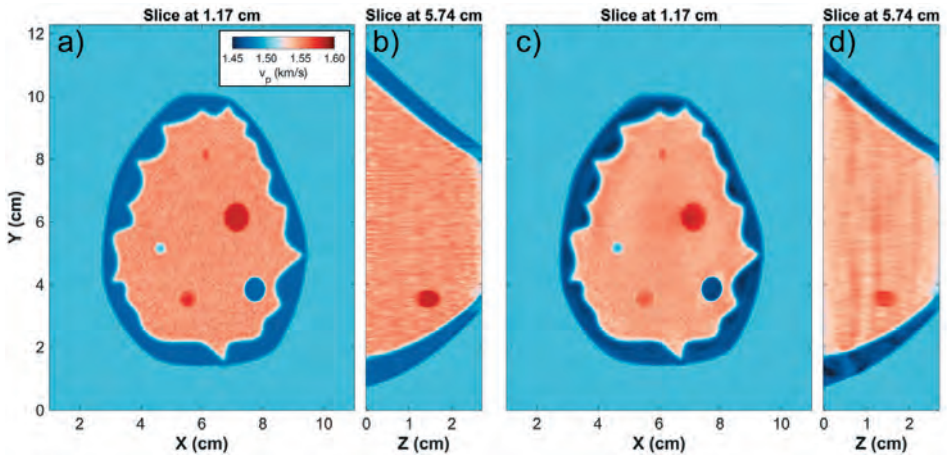 Slice at 1.17 cm
Slice at 5.74 cm
Slice at 1.17 cm
Slice at 5.74 cm
a)
b)
c)
d)
1.45 1.50 1.55 1.60
vp (km/s)
12
10
8
6
4
2
0
Y (cm)
2 4 6 8 10
0 1 2
2 4 6 8 10
0 1 2
X (cm)
Z (cm)
X (cm)
Z (cm)